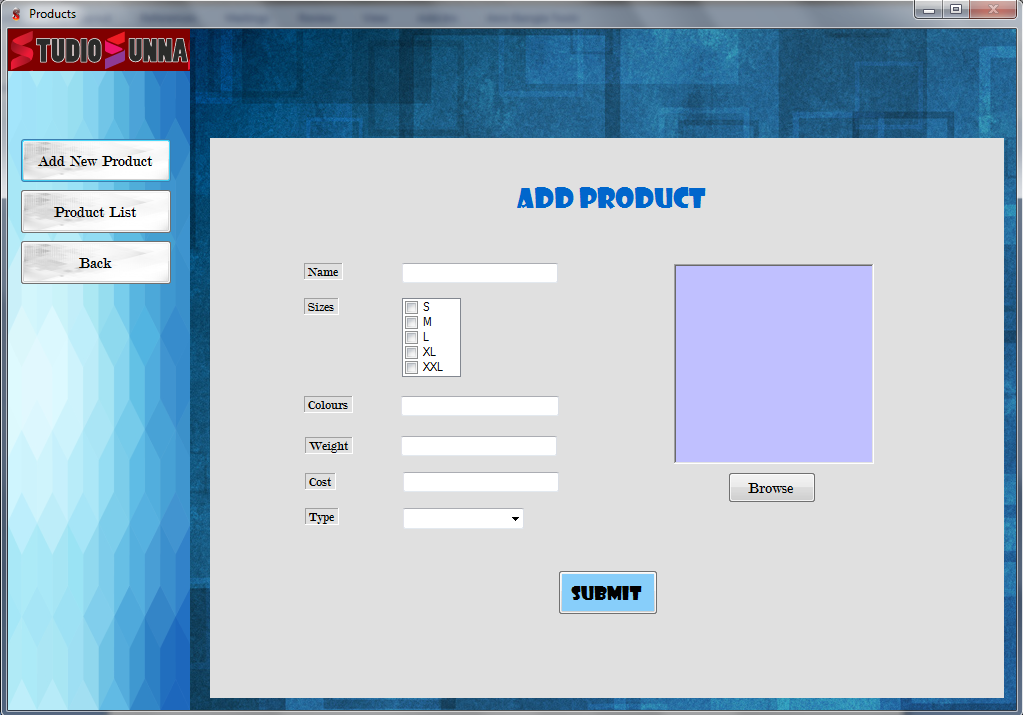 Products
STUDIO SUNNA
Add New Product
Product List
Back
ADD PRODUCT
Name
Sizes
S
M
L
XL
XXL
Colours
Weight
Cost
Type
Browse
SUBMIT